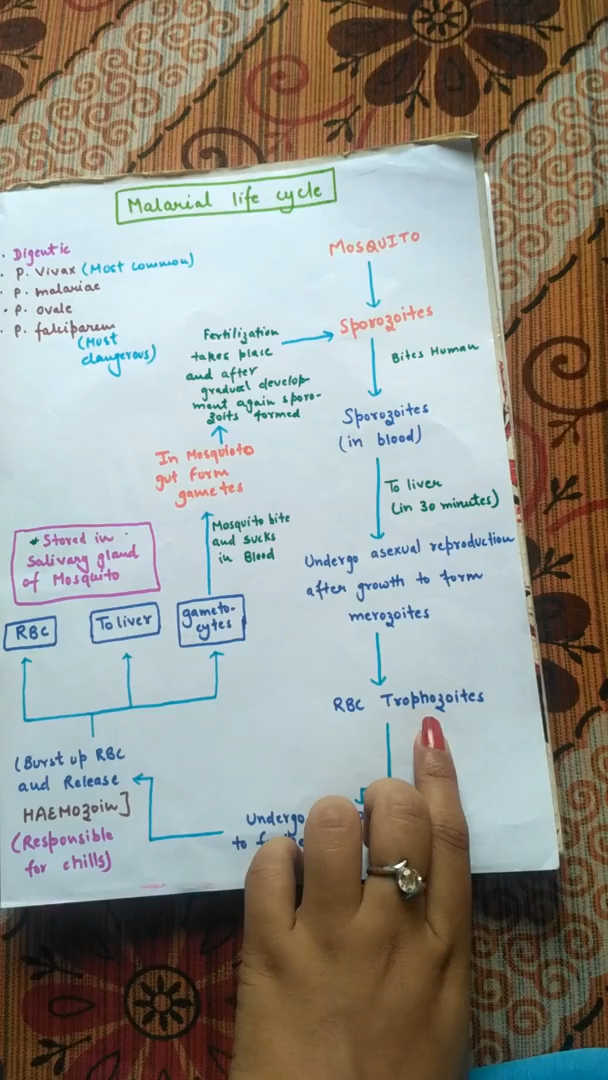 Malarial life cycle
• Digentic
• P. Vivax (Most common)
• P. malariae
• P. ovale
• P. falciparem
(Most
dangerous)
MOSQUITO
Sporozoites
Bites Human
Sporozoites
(in blood)
To liver
(in 30 minutes)
Undergo asexual reproduction
after growth to form
merozoites
RBC Trophozoites
Undergo
to
(Burst up RBC
and Release
HAEMOZOIN]
(Responsible
for chills)
RBC
To liver
gameto-
cytes
* Stored in
Salivary gland
of Mosquito
Mosquito bite
and sucks
in Blood
In Mosquioto
gut form
gametes
Fertilization
takes place
and after
gradual develop-
ment again sporo-
zoits formed